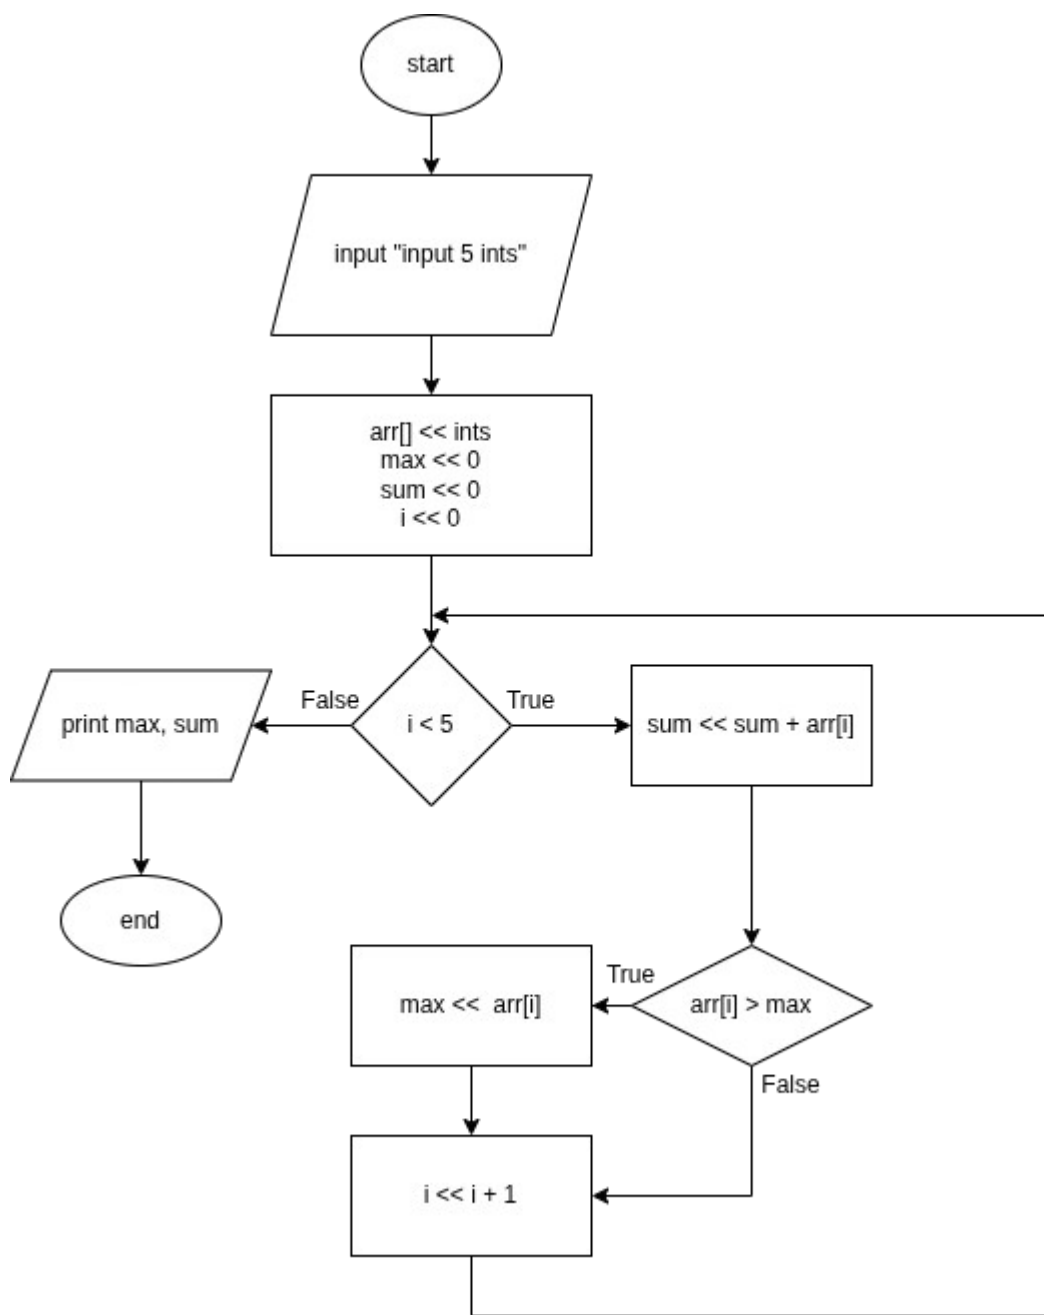 start
input "input 5 ints"
arr[] << ints
max << 0
sum << 0
i << 0
False
True
print max, sum
i < 5
sum << sum + arr[i]
end
True
max <<  arr[i]
arr[i] > max
False
i << i + 1